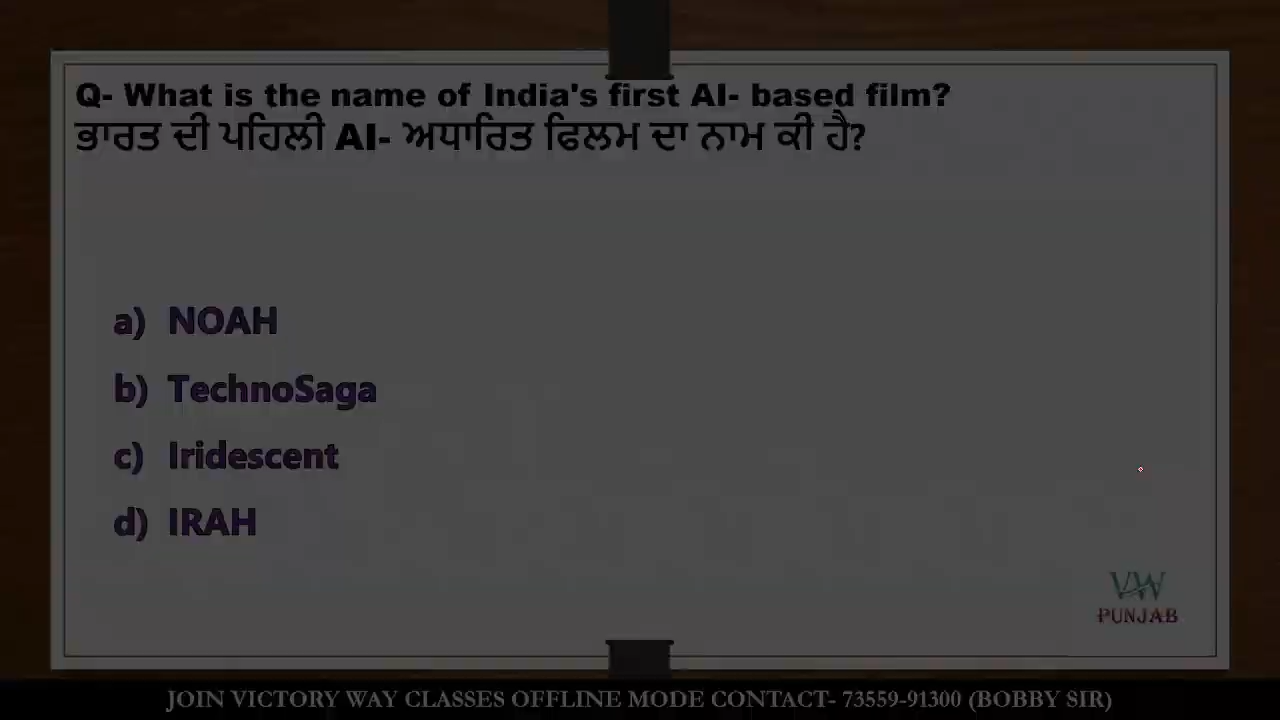 Q- What is the name of India's first AI- based film?
ਭਾਰਤ ਦੀ ਪਹਿਲੀ AI- ਅਧਾਰਿਤ ਫਿਲਮ ਦਾ ਨਾਮ ਕੀ ਹੈ?
a) NOAH
b) TechnoSaga
c) Iridescent
d) IRAH
VW
PUNJAB
JOIN VICTORY WAY CLASSES OFFLINE MODE CONTACT- 73559-91300 (BOBBY SIR)